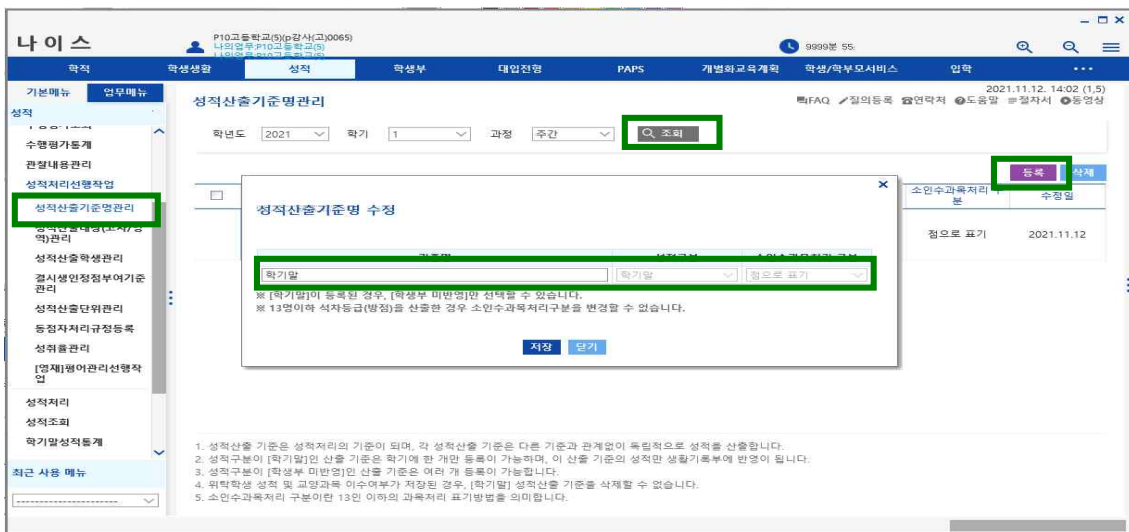 나이스
P10고등학교(5)(p강사(고)0065)
나의업무:P10고등학교(5)
9999분 55
학적 학생생활 성적 학생부 대입전형 PAPS 개별화교육계획 학생/학부모서비스 입학 ...
기본메뉴 업무메뉴
2021.11.12. 14:02 (1,5)
성적산출기준명관리
FAQ 질의등록 연락처 도움말 절차서 동영상
성적
수행평가통계
관찰내용관리
성적처리선행작업
성적산출기준명관리
역)관리
성적산출학생관리
결시생인정점부여기준
관리
성적산출단위관리
동점자처리규정등록
성취율관리
[영재]평어관리선행작
업
성적처리
성적조회
학기말성적통계
최근 사용 메뉴
학년도 2021 학기 1 과정 주간 조회
등록 삭제
소인수과목처리 구
분
수정일
점으로 표기 2021.11.12
성적산출기준명 수정
학기말 학기말 점으로 표기
※ [학기말]이 등록된 경우, [학생부 미반영]만 선택할 수 있습니다.
※ 13명이하 석차등급(방점)을 산출한 경우 소인수과목처리구분을 변경할 수 없습니다.
저장 닫기
1. 성적산출 기준은 성적처리의 기준이 되며, 각 성적산출 기준은 다른 기준과 관계없이 독립적으로 성적을 산출합니다.
2. 성적구분이 [학기말]인 산출 기준은 학기에 한 개만 등록이 가능하며, 이 산출 기준의 성적만 생활기록부에 반영이 됩니다.
3. 성적구분이 [학생부 미반영]인 산출 기준은 여러 개 등록이 가능합니다.
4. 위탁학생 성적 및 교양과목 이수여부가 저장된 경우, [학기말] 성적산출 기준을 삭제할 수 없습니다.
5. 소인수과목처리 구분이란 13인 이하의 과목처리 표기방법을 의미합니다.